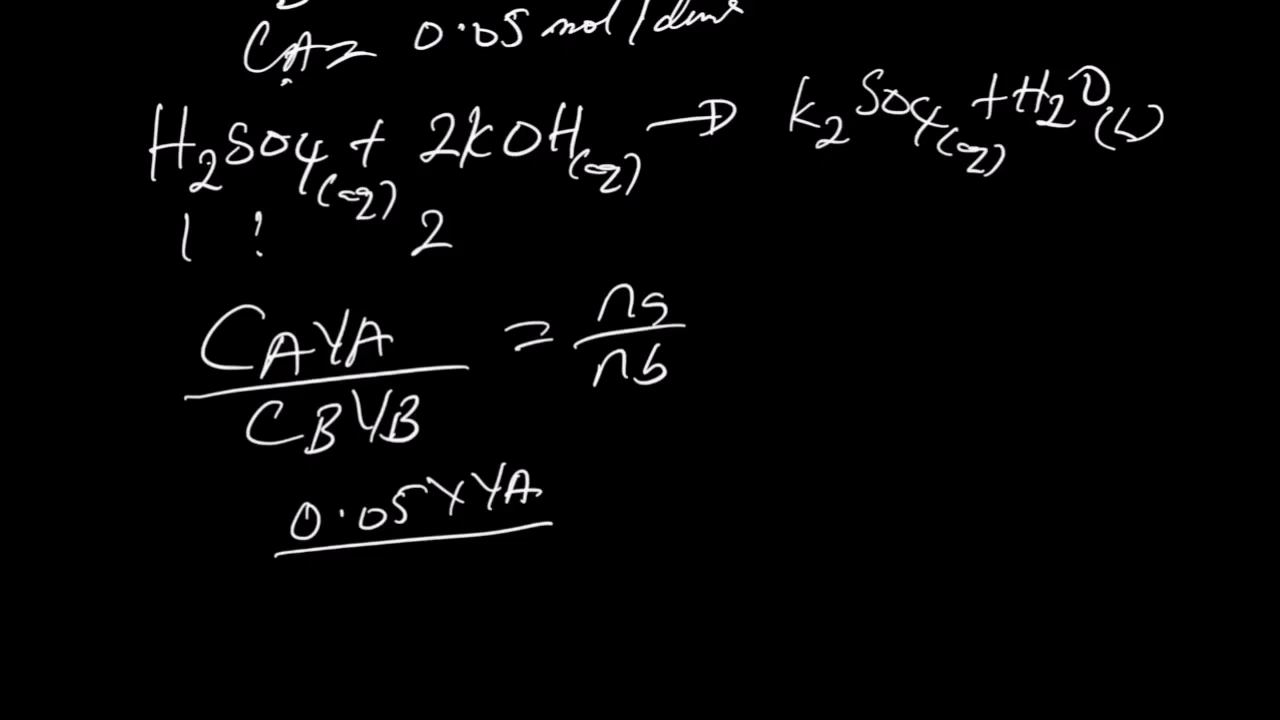 CA= 0.05 mol/dm³
H₂SO₄(aq) + 2KOH(aq) → K₂SO₄(aq) + H₂O(L)
1 : 2
CAVA = na
CBVB nb
0.05 X VA